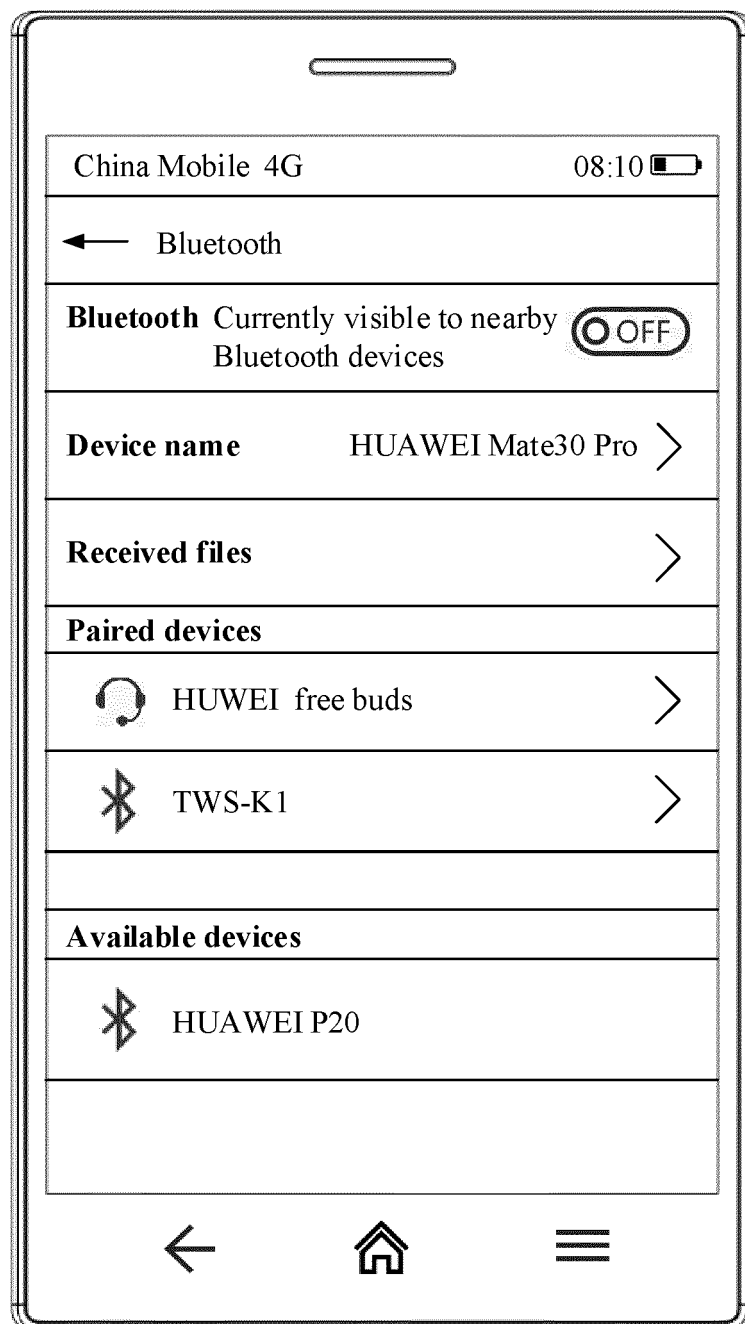 China Mobile 4G 08:10
Bluetooth
Bluetooth Currently visible to nearby OFF
Bluetooth devices
Device name HUAWEI Mate30 Pro
Received files
Paired devices
HUWEI free buds
TWS-K1
Available devices
HUAWEI P20